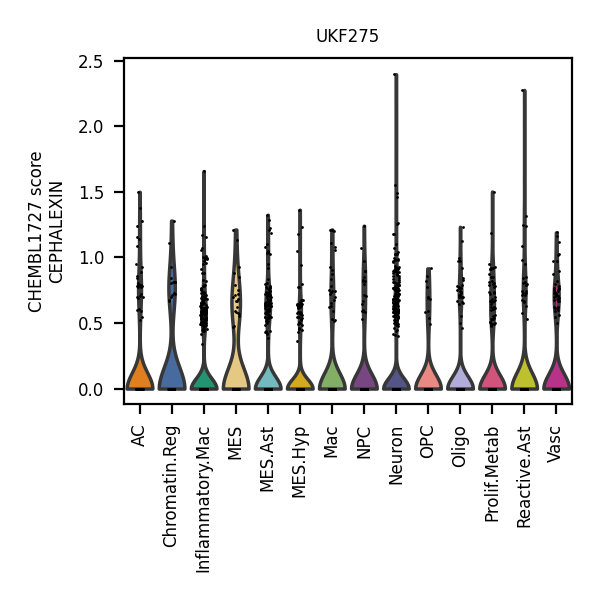 UKF275
CHEMBL1727 score
CEPHALEXIN
2.5
2.0
1.5
1.0
0.5
0.0
AC
Chromatin.Reg
Inflammatory.Mac
MES
MES.Ast
MES.Hyp
Mac
NPC
Neuron
OPC
Oligo
Prolif.Metab
Reactive.Ast
Vasc